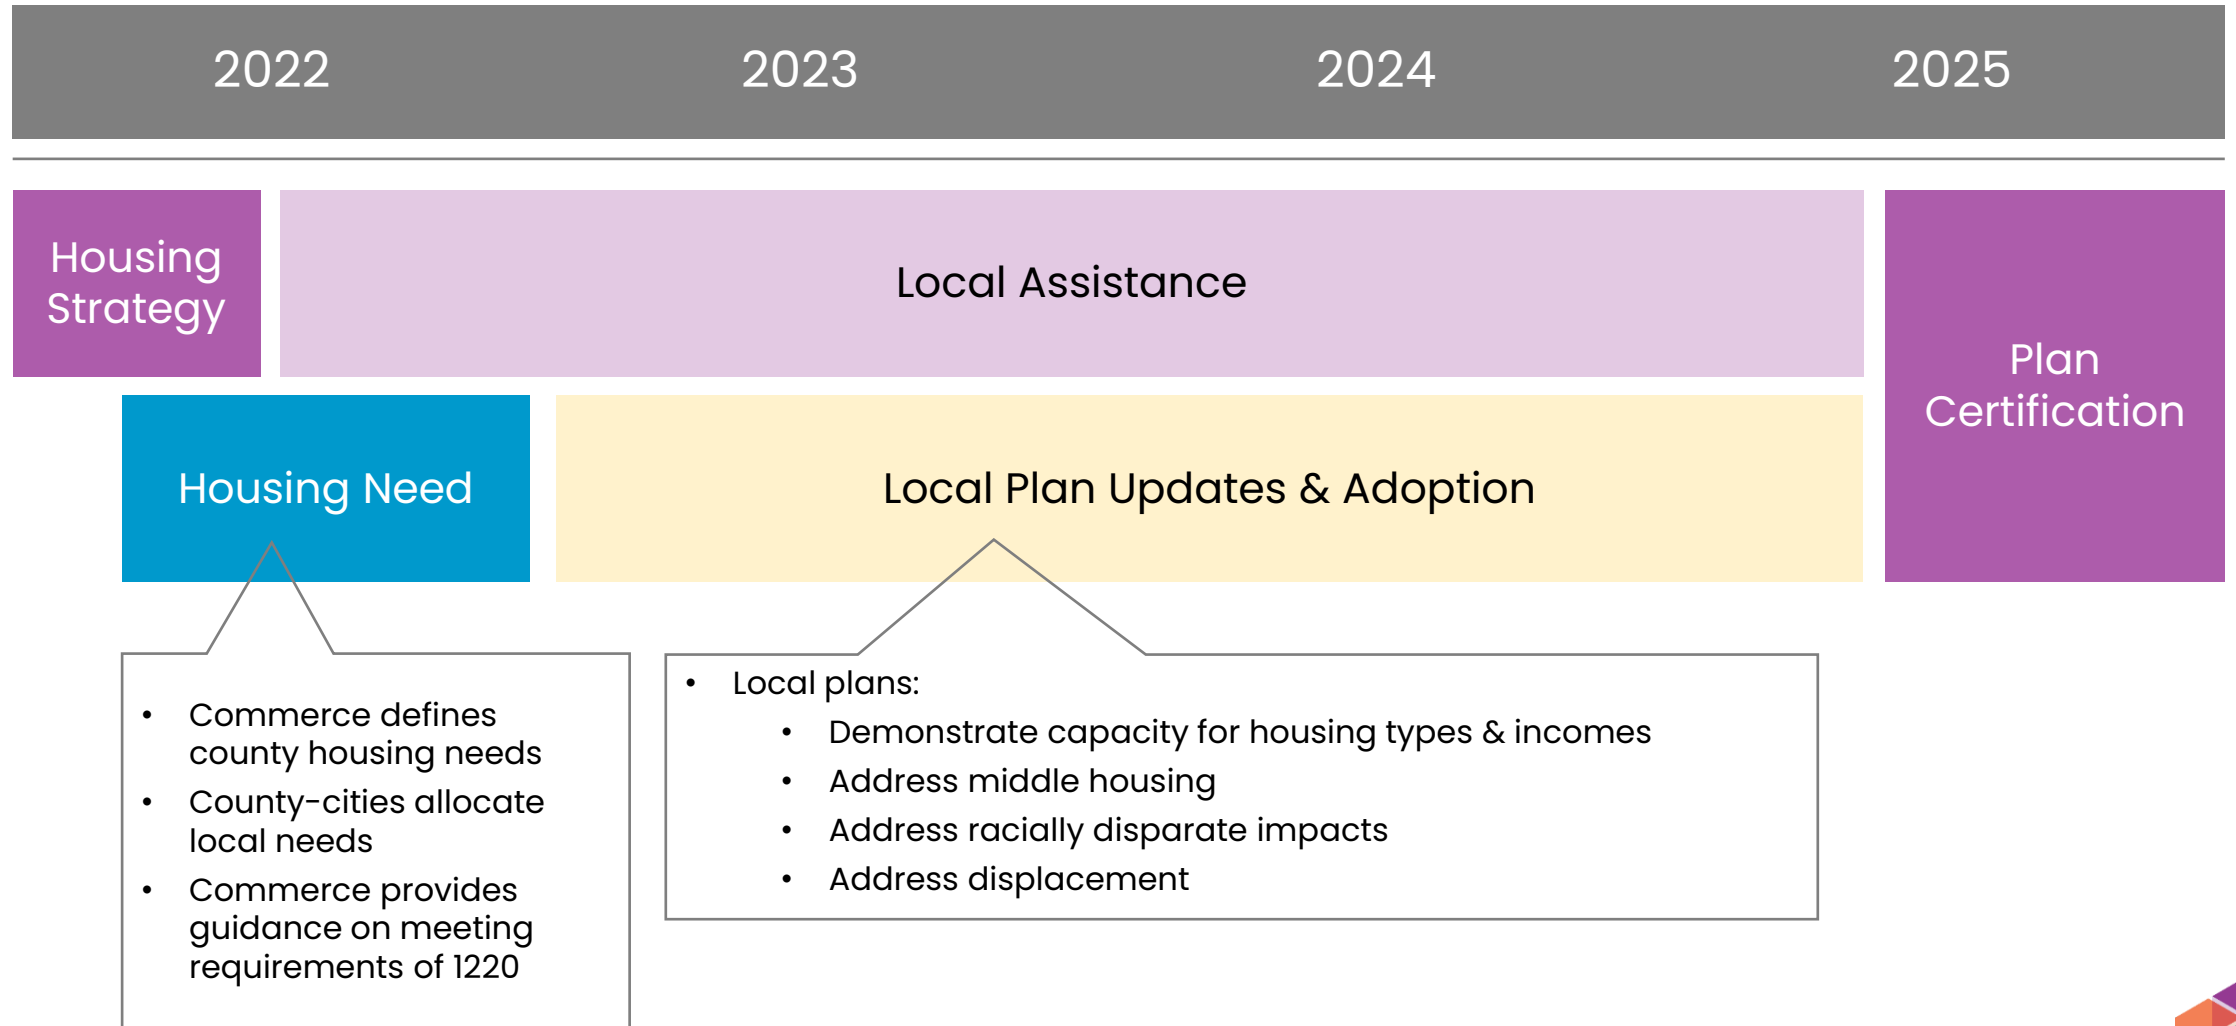 2022 2023 2024 2025
Housing
Strategy
Local Assistance
Plan
Certification
Housing Need
Local Plan Updates & Adoption
• Commerce defines
county housing needs
• County-cities allocate
local needs
• Commerce provides
guidance on meeting
requirements of 1220
• Local plans:
• Demonstrate capacity for housing types & incomes
• Address middle housing
• Address racially disparate impacts
• Address displacement